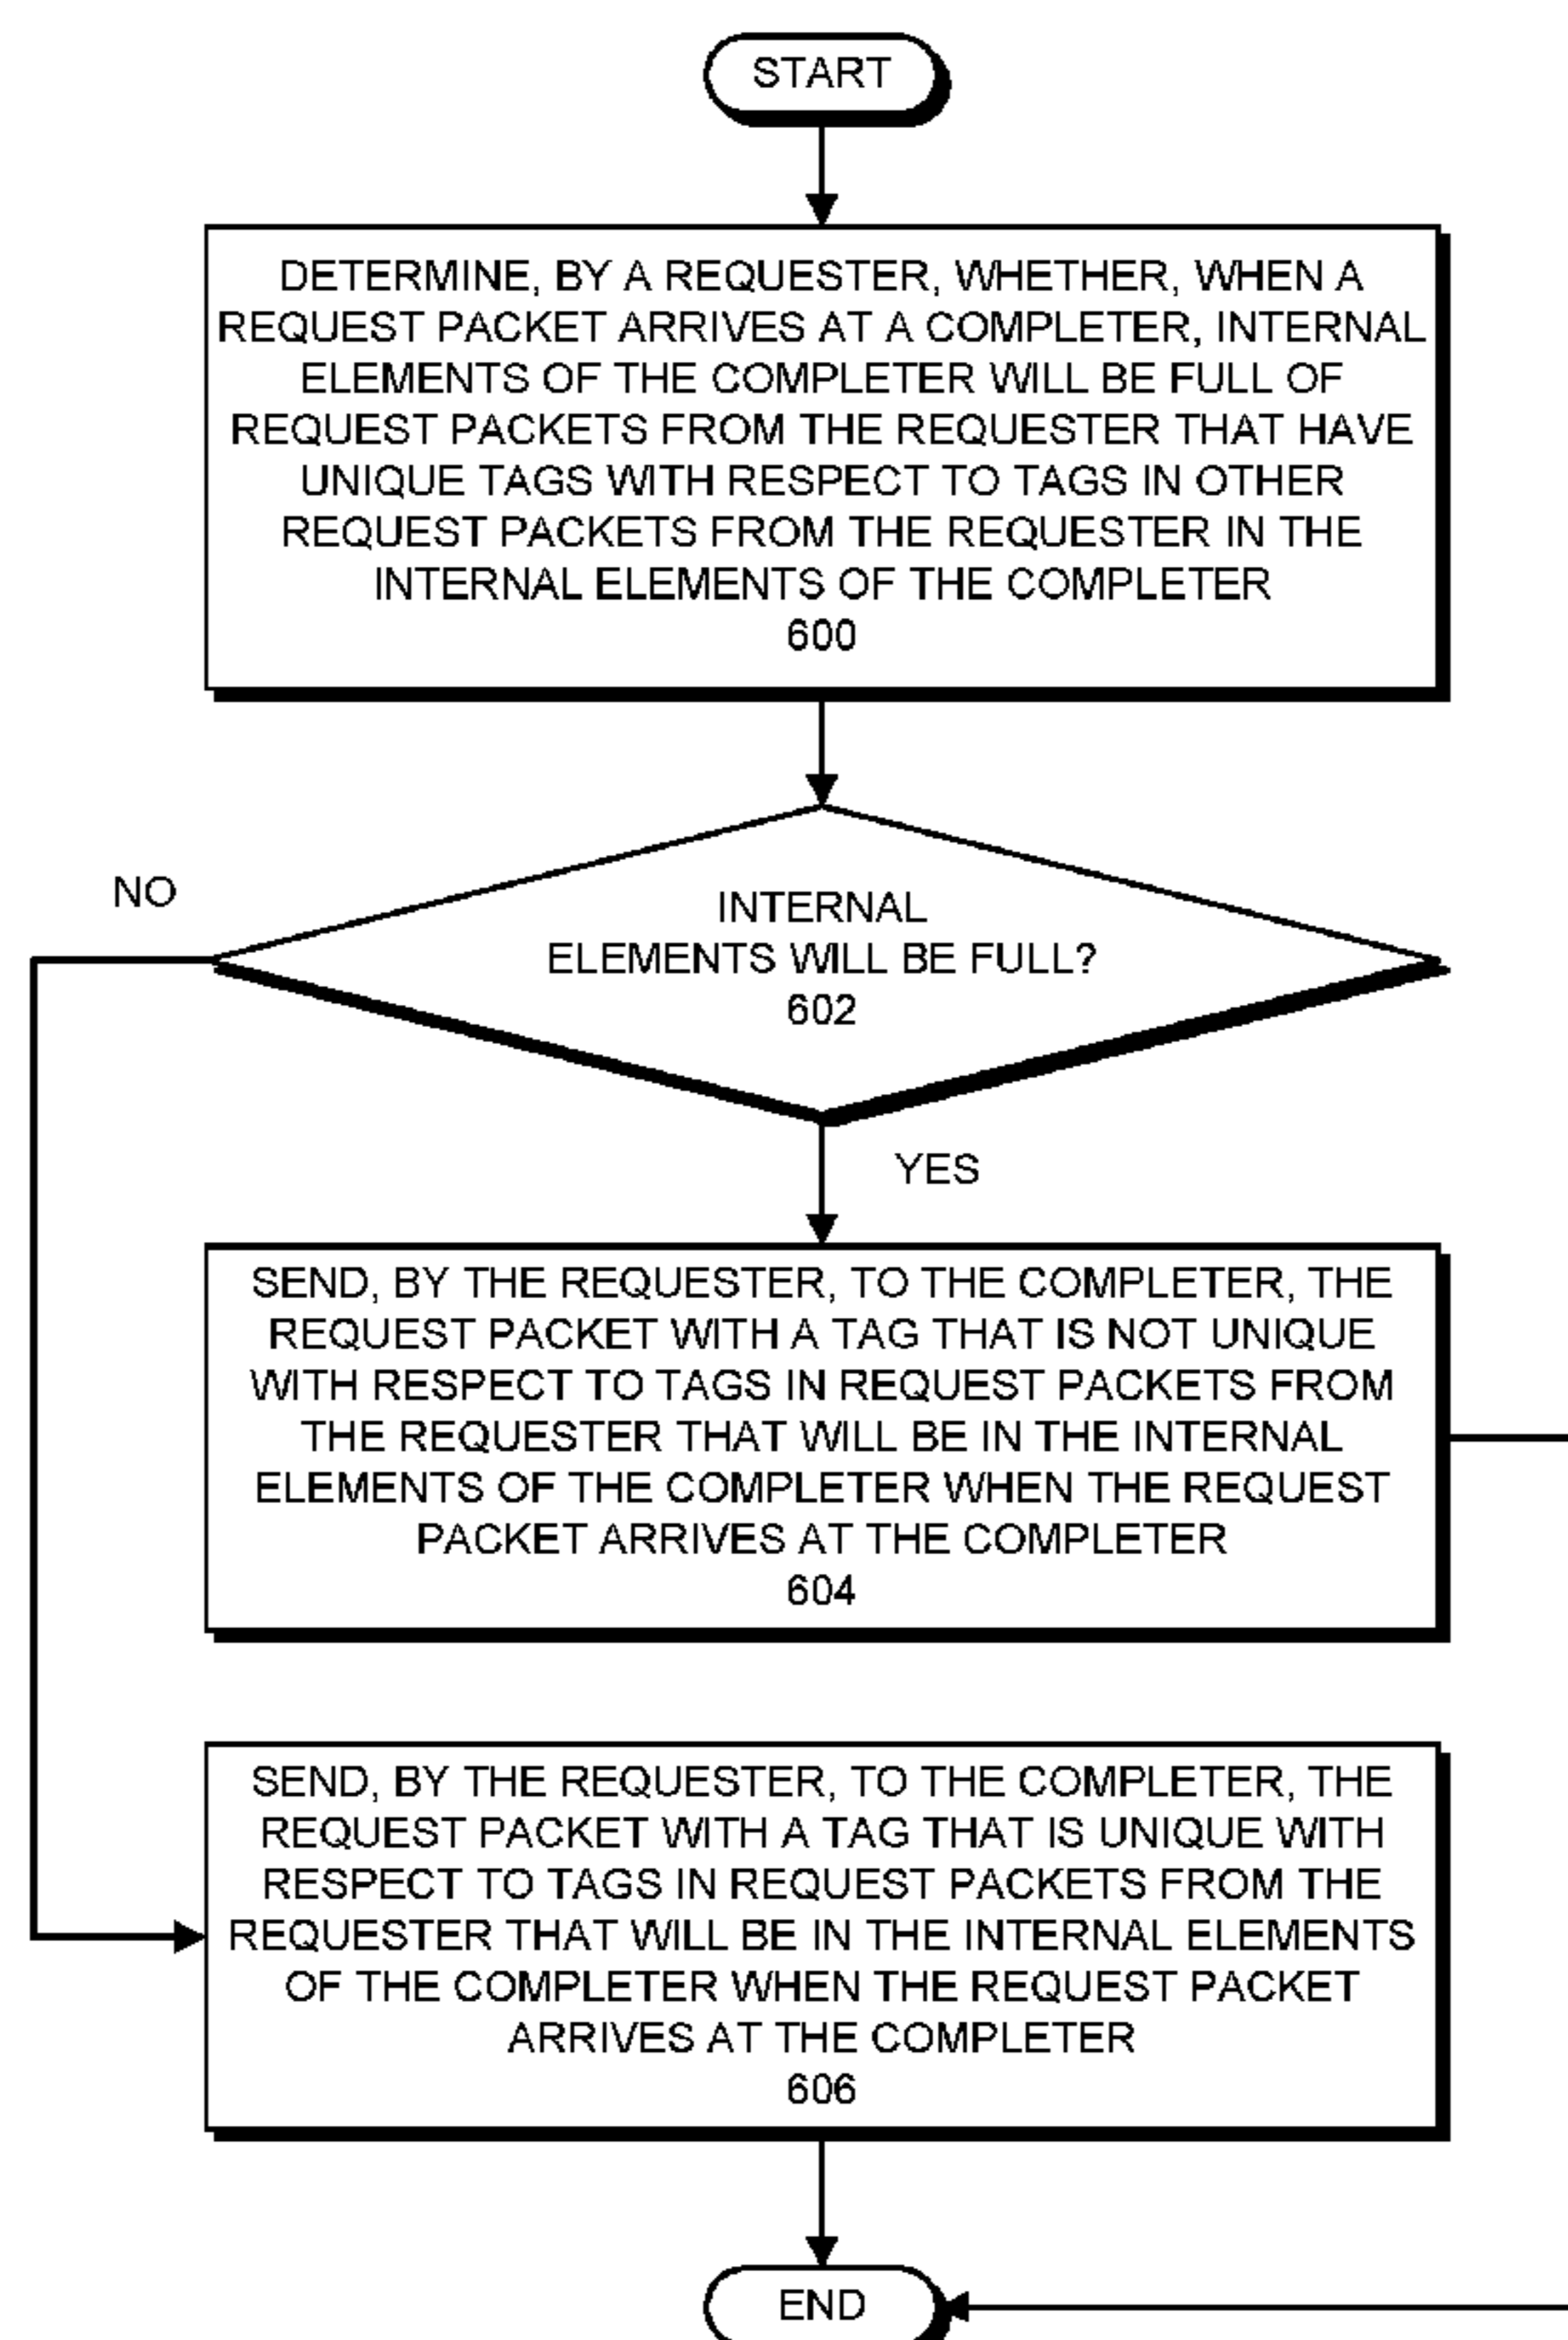 START
DETERMINE, BY A REQUESTER, WHETHER, WHEN A
REQUEST PACKET ARRIVES AT A COMPLETER, INTERNAL
ELEMENTS OF THE COMPLETER WILL BE FULL OF
REQUEST PACKETS FROM THE REQUESTER THAT HAVE
UNIQUE TAGS WITH RESPECT TO TAGS IN OTHER
REQUEST PACKETS FROM THE REQUESTER IN THE
INTERNAL ELEMENTS OF THE COMPLETER
600
NO
INTERNAL
ELEMENTS WILL BE FULL?
602
YES
SEND, BY THE REQUESTER, TO THE COMPLETER, THE
REQUEST PACKET WITH A TAG THAT IS NOT UNIQUE
WITH RESPECT TO TAGS IN REQUEST PACKETS FROM
THE REQUESTER THAT WILL BE IN THE INTERNAL
ELEMENTS OF THE COMPLETER WHEN THE REQUEST
PACKET ARRIVES AT THE COMPLETER
604
SEND, BY THE REQUESTER, TO THE COMPLETER, THE
REQUEST PACKET WITH A TAG THAT IS UNIQUE WITH
RESPECT TO TAGS IN REQUEST PACKETS FROM THE
REQUESTER THAT WILL BE IN THE INTERNAL ELEMENTS
OF THE COMPLETER WHEN THE REQUEST PACKET
ARRIVES AT THE COMPLETER
606
END